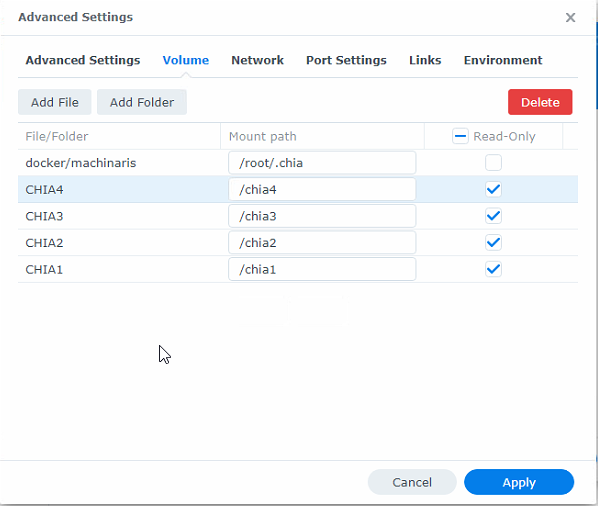 Advanced Settings
Advanced Settings Volume Network Port Settings Links Environment
Add File Add Folder Delete
File/Folder Mount path Read-Only
docker/machinaris /root/.chia
CHIA4 /chia4
CHIA3 /chia3
CHIA2 /chia2
CHIA1 /chia1
Cancel Apply